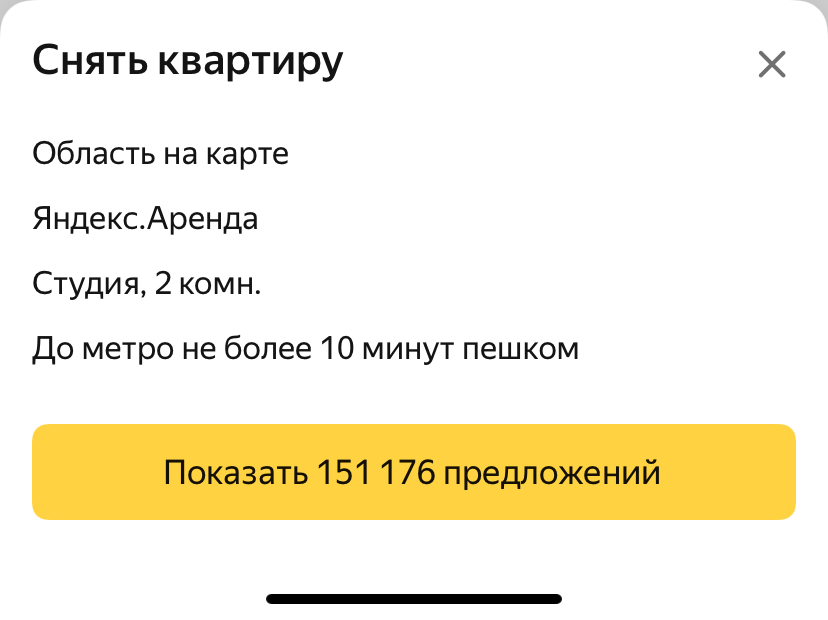 Снять квартиру
Область на карте
Яндекс.Аренда
Студия, 2 комн.
До метро не более 10 минут пешком
Показать 151 176 предложений